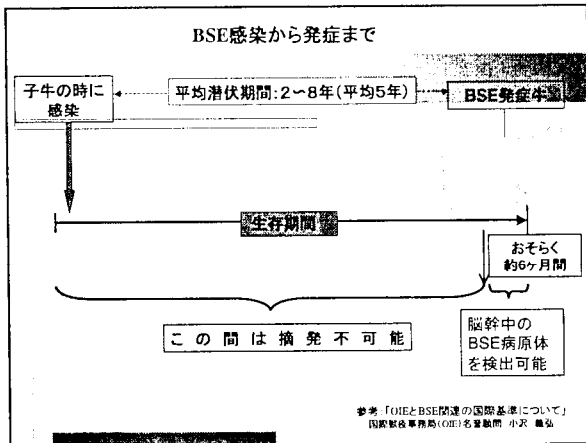 BSE感染から発症まで
子牛の時に
感染
平均潜伏期間:2〜8年(平均5年)
BSE発症牛
生存期間
おそらく
約6ヶ月間
この間は摘発不可能
脳幹中の
BSE病原体
を検出可能
参考:「OIEとBSE関連の国際基準について」
国際獣疫事務局(OIE)名誉顧問 小沢 義弘